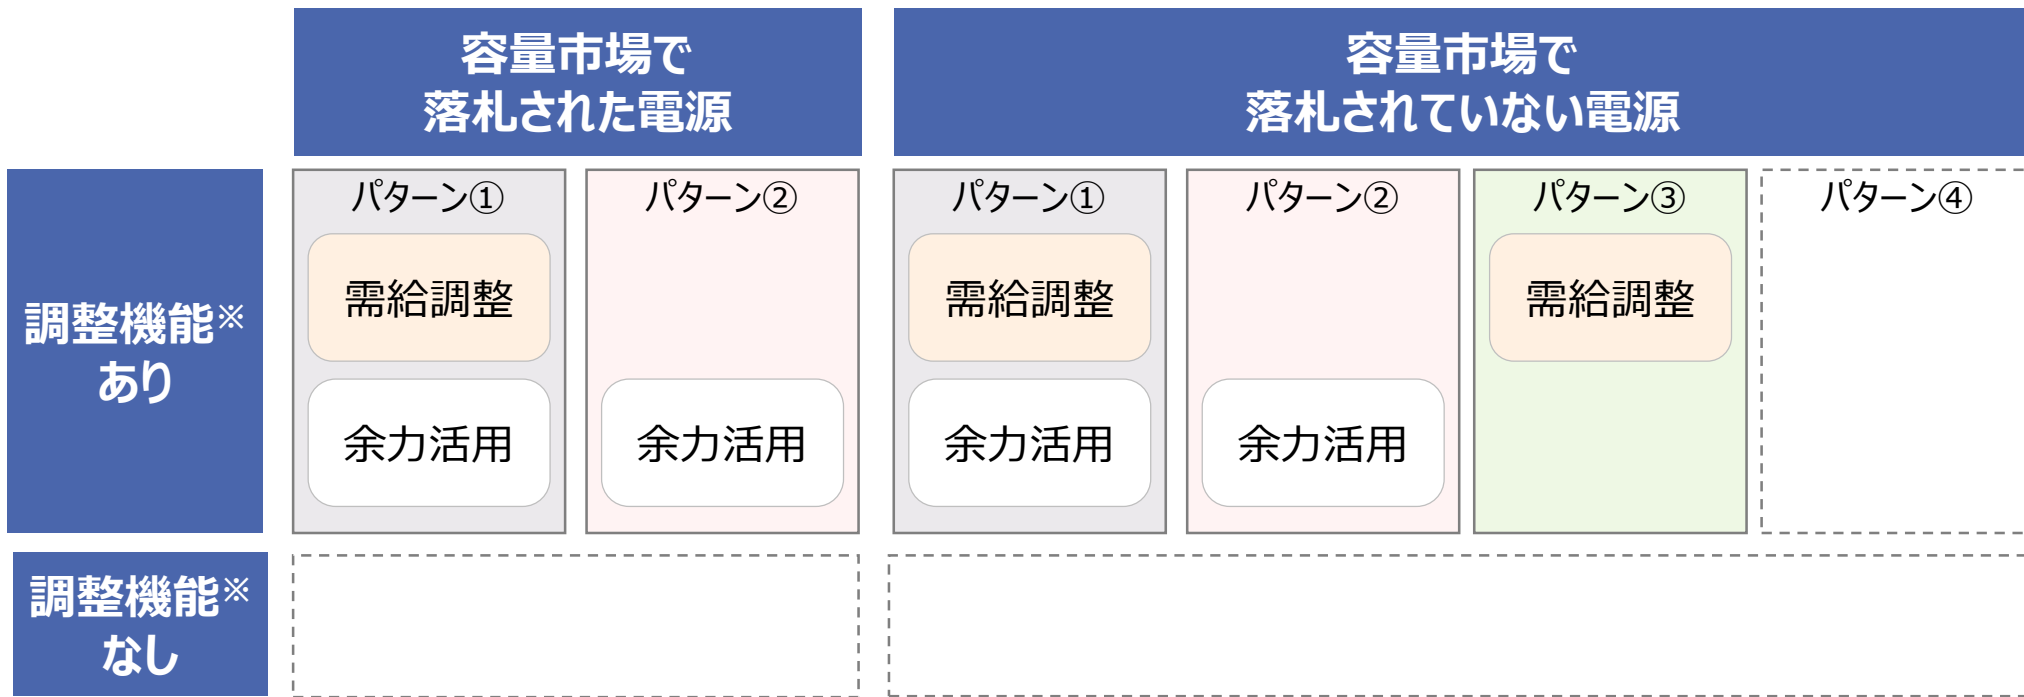 容量市場で
落札された電源
容量市場で
落札されていない電源
調整機能※
あり
パターン①
需給調整
余力活用
パターン②
余力活用
パターン①
需給調整
余力活用
パターン②
余力活用
パターン③
需給調整
パターン④
調整機能※
なし